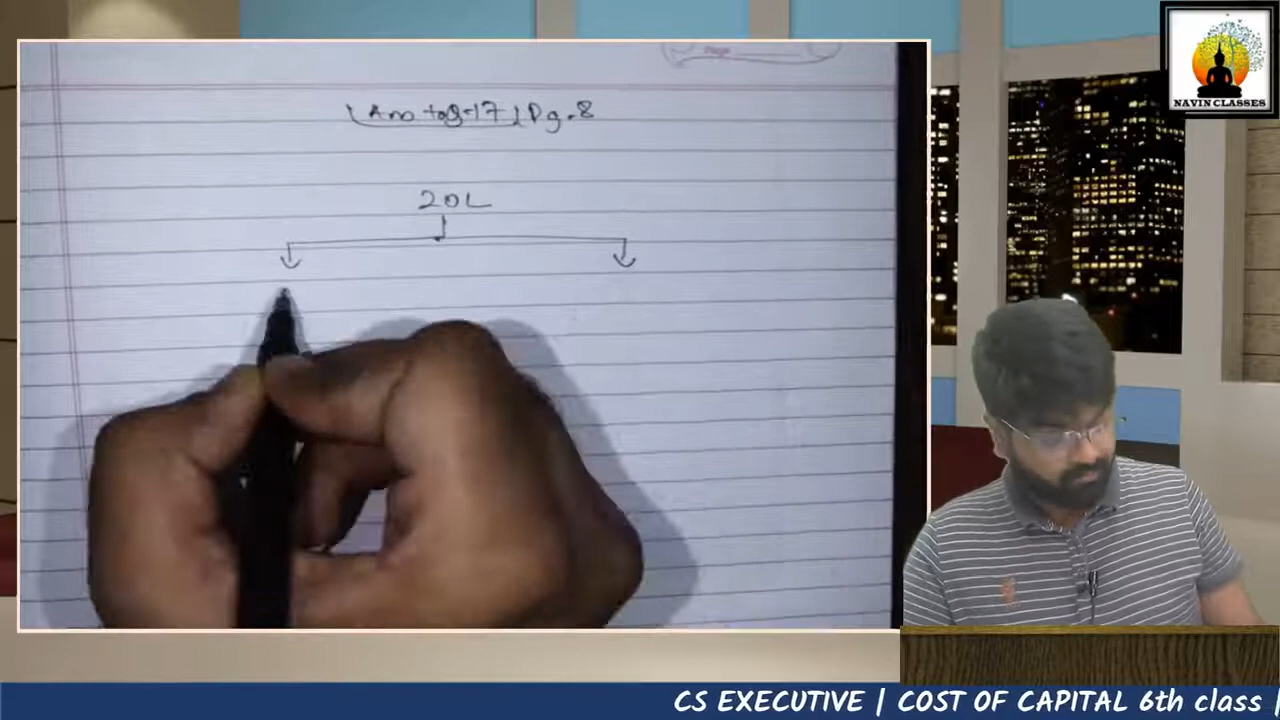 Ans to Q-17 | Pg-8
20L
NAVIN CLASSES
CS EXECUTIVE | COST OF CAPITAL 6th class |